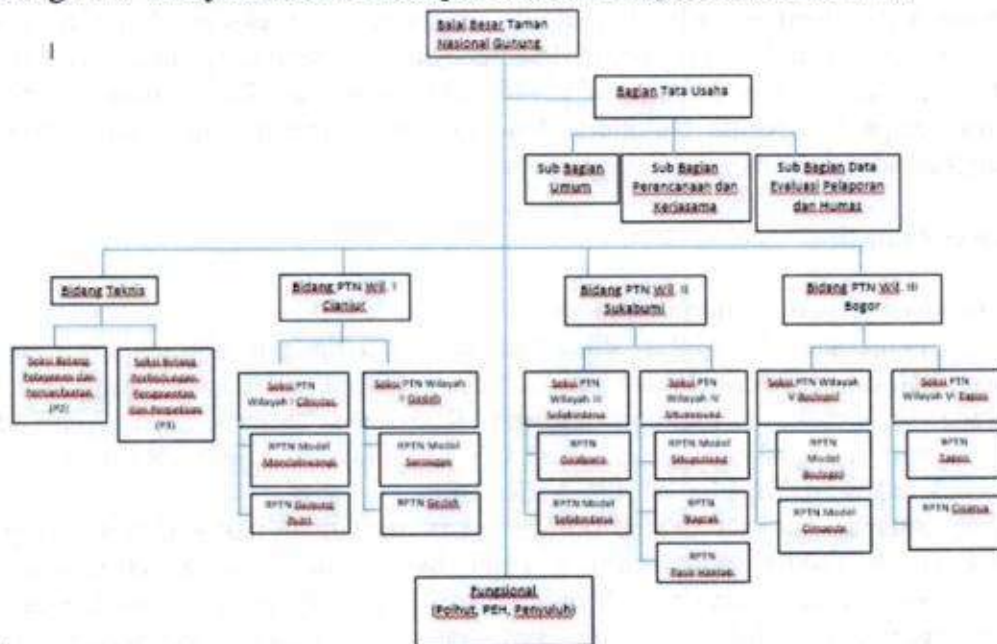 Balai Besar Taman
Nasional Gunung
Bagian Tata Usaha
Sub Bagian
Umum
Sub Bagian
Perencanaan dan
Kerjasama
Sub Bagian Data
Evaluasi Pelaporan
dan Humas
Bidang Teknis
Bidang PTN Wil. I
Cianjur
Bidang PTN Wil. II
Sukabumi
Bidang PTN Wil. III
Bogor
Seksi Bidang
Pelayanan dan
Pemanfaatan
(P2)
Seksi Bidang
Perlindungan,
Pengawetan
dan Perpetaan
(P3)
Seksi PTN
Wilayah I Cibodas
Seksi PTN Wilayah
II Gedeh
Seksi PTN
Wilayah III
Selabintana
Seksi PTN
Wilayah IV
Situgunung
Seksi PTN Wilayah
V Bodogol
Seksi PTN
Wilayah VI Tapos
RPTN Model
Mandalawangi
RPTN Model
Sarongge
RPTN
Goalpara
RPTN Model
Situgunung
RPTN
Model
Bodogol
RPTN
Tapos
RPTN Gunung
Putri
RPTN Gedeh
RPTN Model
Selabintana
RPTN
Nagrak
RPTN Model
Cimande
RPTN Cisarua
RPTN
Pasir Hantap
Fungsional
(Polhut, PEH, Penyuluh)